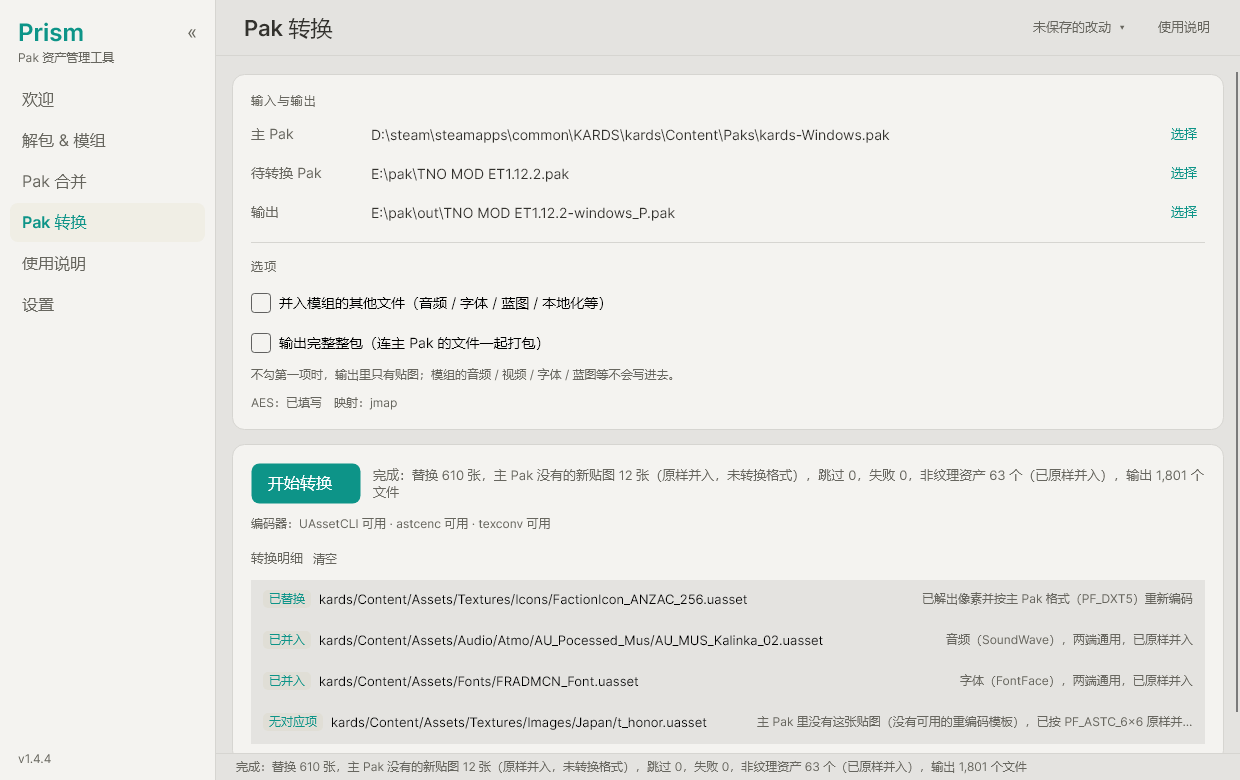 Prism
«
Pak 资产管理工具
欢迎
解包 & 模组
Pak 合并
Pak 转换
使用说明
设置
v1.4.4
Pak 转换
未保存的改动 ▾
使用说明
输入与输出
主 Pak D:\steam\steamapps\common\KARDS\kards\Content\Paks\kards-Windows.pak 选择
待转换 Pak E:\pak\TNO MOD ET1.12.2.pak 选择
输出 E:\pak\out\TNO MOD ET1.12.2-windows_P.pak 选择
选项
并入模组的其他文件（音频 / 字体 / 蓝图 / 本地化等）
输出完整整包（连主 Pak 的文件一起打包）
不勾第一项时，输出里只有贴图；模组的音频 / 视频 / 字体 / 蓝图等不会写进去。
AES：已填写 映射：jmap
开始转换
完成：替换 610 张，主 Pak 没有的新贴图 12 张（原样并入，未转换格式），跳过 0，失败 0，非纹理资产 63 个（已原样并入），输出 1,801 个
文件
编码器：UAssetCLI 可用 · astcenc 可用 · texconv 可用
转换明细 清空
已替换 kards/Content/Assets/Textures/Icons/FactionIcon_ANZAC_256.uasset 已解出像素并按主 Pak 格式（PF_DXT5）重新编码
已并入 kards/Content/Assets/Audio/Atmo/AU_Pocessed_Mus/AU_MUS_Kalinka_02.uasset 音频（SoundWave），两端通用，已原样并入
已并入 kards/Content/Assets/Fonts/FRADMCN_Font.uasset 字体（FontFace），两端通用，已原样并入
无对应项 kards/Content/Assets/Textures/Images/Japan/t_honor.uasset 主 Pak 里没有这张贴图（没有可用的重编码模板），已按 PF_ASTC_6×6 原样并…
完成：替换 610 张，主 Pak 没有的新贴图 12 张（原样并入，未转换格式），跳过 0，失败 0，非纹理资产 63 个（已原样并入），输出 1,801 个文件